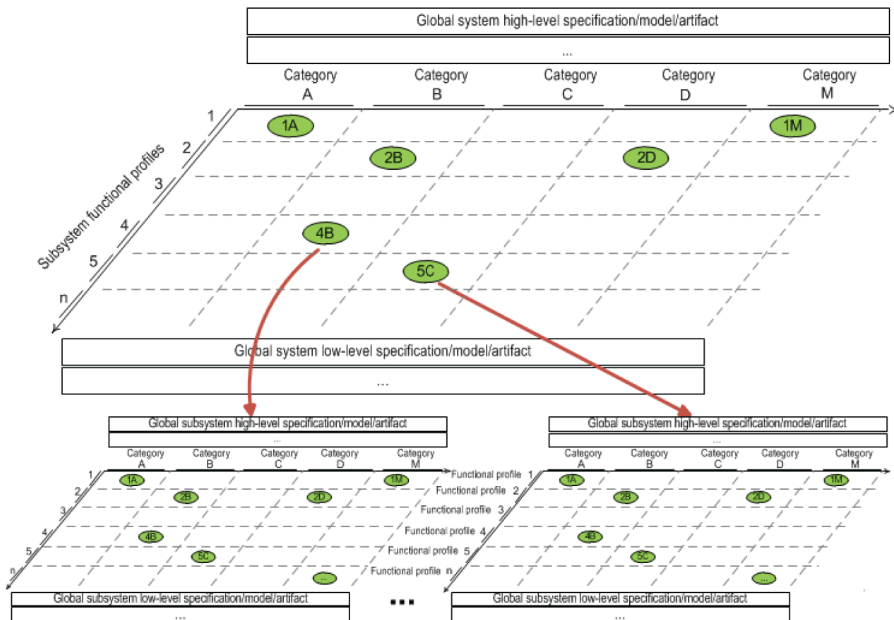 Global system high-level specification/model/artifact
...
Category Category Category Category Category
A B C D M
Subsystem functional profiles
1 1A 1M
2 2B 2D
3
4 4B
5 5C
n
Global system low-level specification/model/artifact
...
Global subsystem high-level specification/model/artifact
...
Category Category Category Category Category
A B C D M
1 1A 1M
2 2B 2D
3
4 4B
5 5C
n ...
Global subsystem low-level specification/model/artifact
...
...
Global subsystem high-level specification/model/artifact
...
Category Category Category Category Category
A B C D M
Functional profile 1 1A 1M
Functional profile 2 2B 2D
Functional profile 3
Functional profile 4 4B
Functional profile 5 5C
Functional profile n ...
Global subsystem low-level specification/model/artifact
...